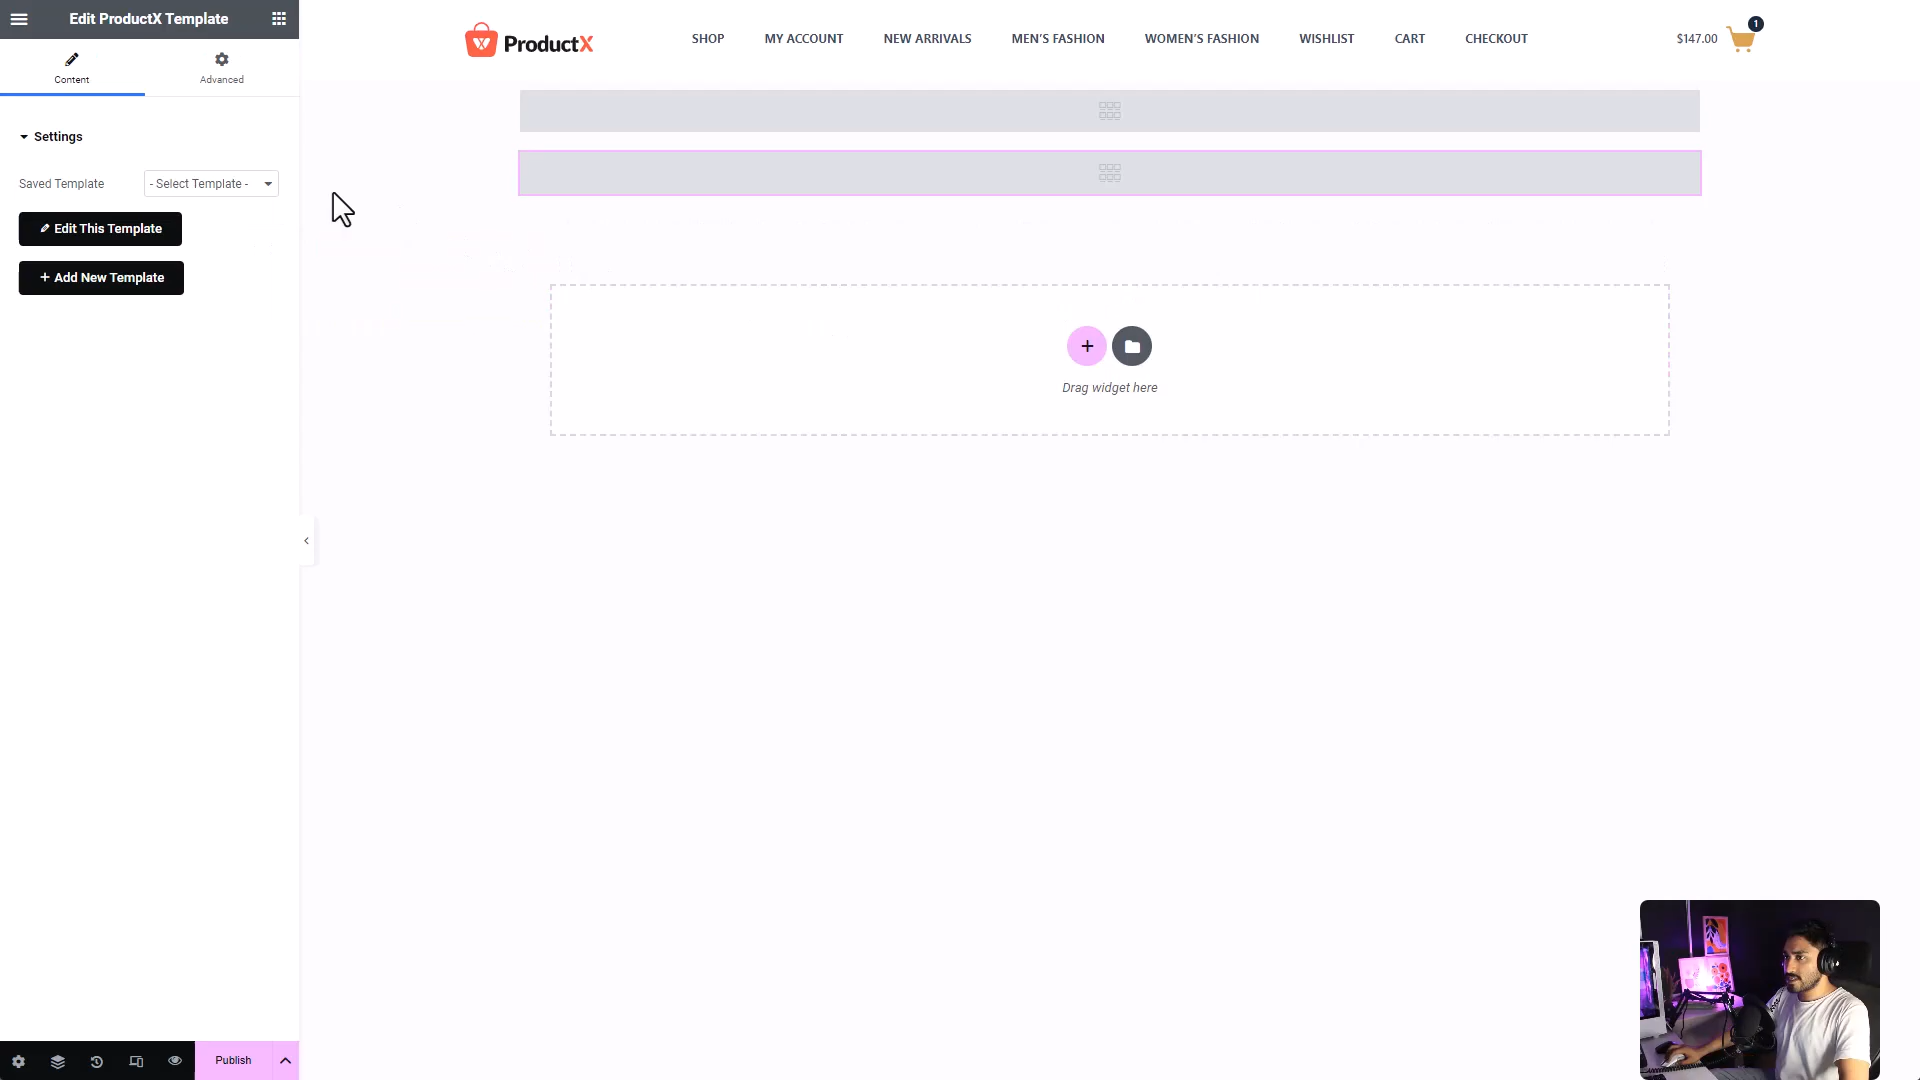 Edit ProductX Template
Content
Advanced
Settings
Saved Template
- Select Template -
Edit This Template
+ Add New Template
Publish
ProductX
SHOP
MY ACCOUNT
NEW ARRIVALS
MEN'S FASHION
WOMEN'S FASHION
WISHLIST
CART
CHECKOUT
$147.00
1
Drag widget here